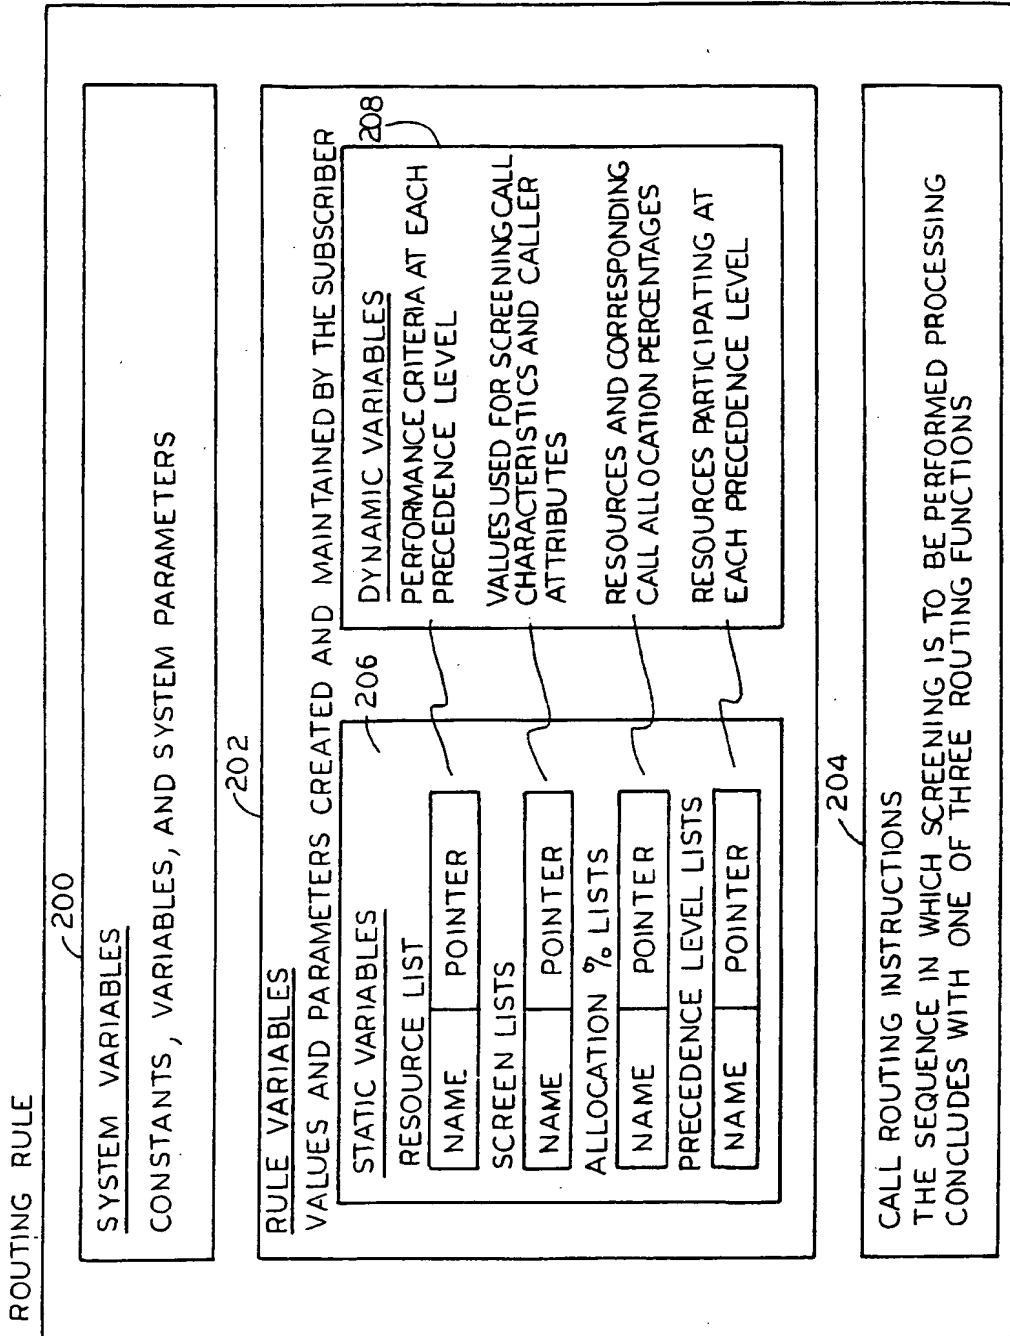 ROUTING RULE
200
SYSTEM VARIABLES
CONSTANTS, VARIABLES, AND SYSTEM PARAMETERS
202
RULE VARIABLES
VALUES AND PARAMETERS CREATED AND MAINTAINED BY THE SUBSCRIBER
206
STATIC VARIABLES
RESOURCE LIST
NAME POINTER
SCREEN LISTS
NAME POINTER
ALLOCATION % LISTS
NAME POINTER
PRECEDENCE LEVEL LISTS
NAME POINTER
208
DYNAMIC VARIABLES
PERFORMANCE CRITERIA AT EACH
PRECEDENCE LEVEL
VALUES USED FOR SCREENING CALL
CHARACTERISTICS AND CALLER
ATTRIBUTES
RESOURCES AND CORRESPONDING
CALL ALLOCATION PERCENTAGES
RESOURCES PARTICIPATING AT
EACH PRECEDENCE LEVEL
204
CALL ROUTING INSTRUCTIONS
THE SEQUENCE IN WHICH SCREENING IS TO BE PERFORMED PROCESSING
CONCLUDES WITH ONE OF THREE ROUTING FUNCTIONS